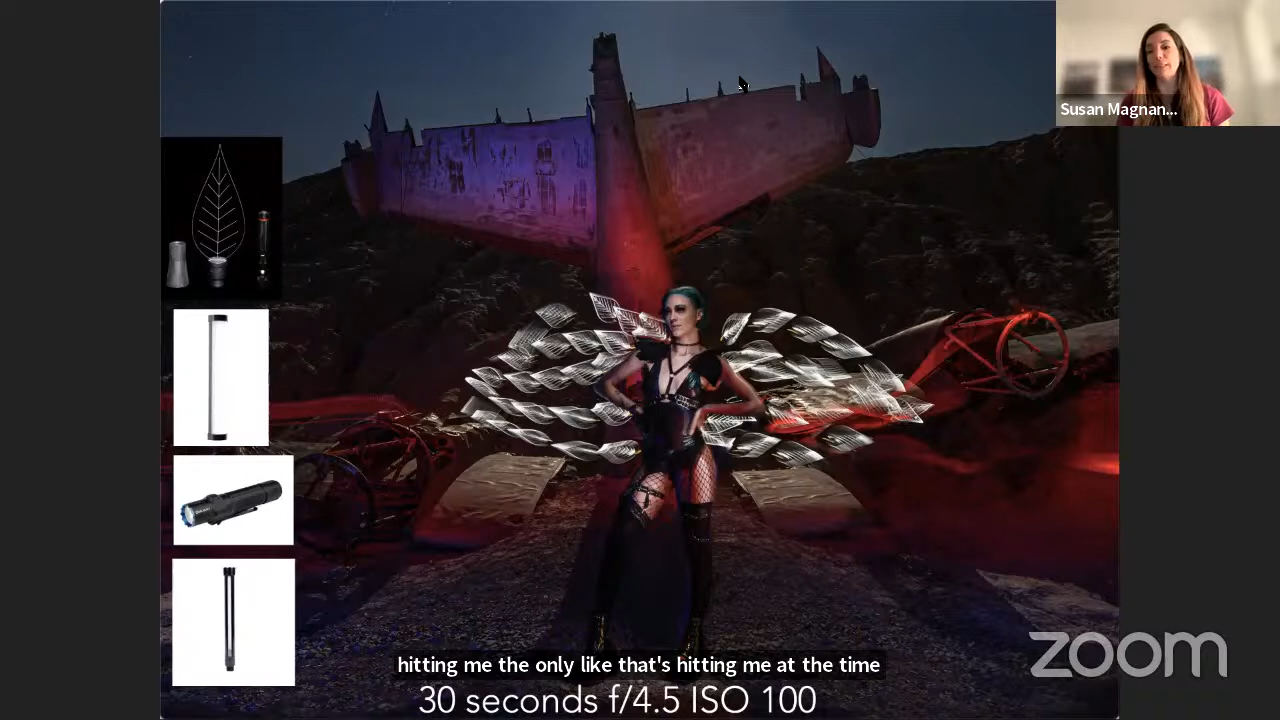 Susan Magnan...
hitting me the only like that's hitting me at the time
30 seconds f/4.5 ISO 100
zoom